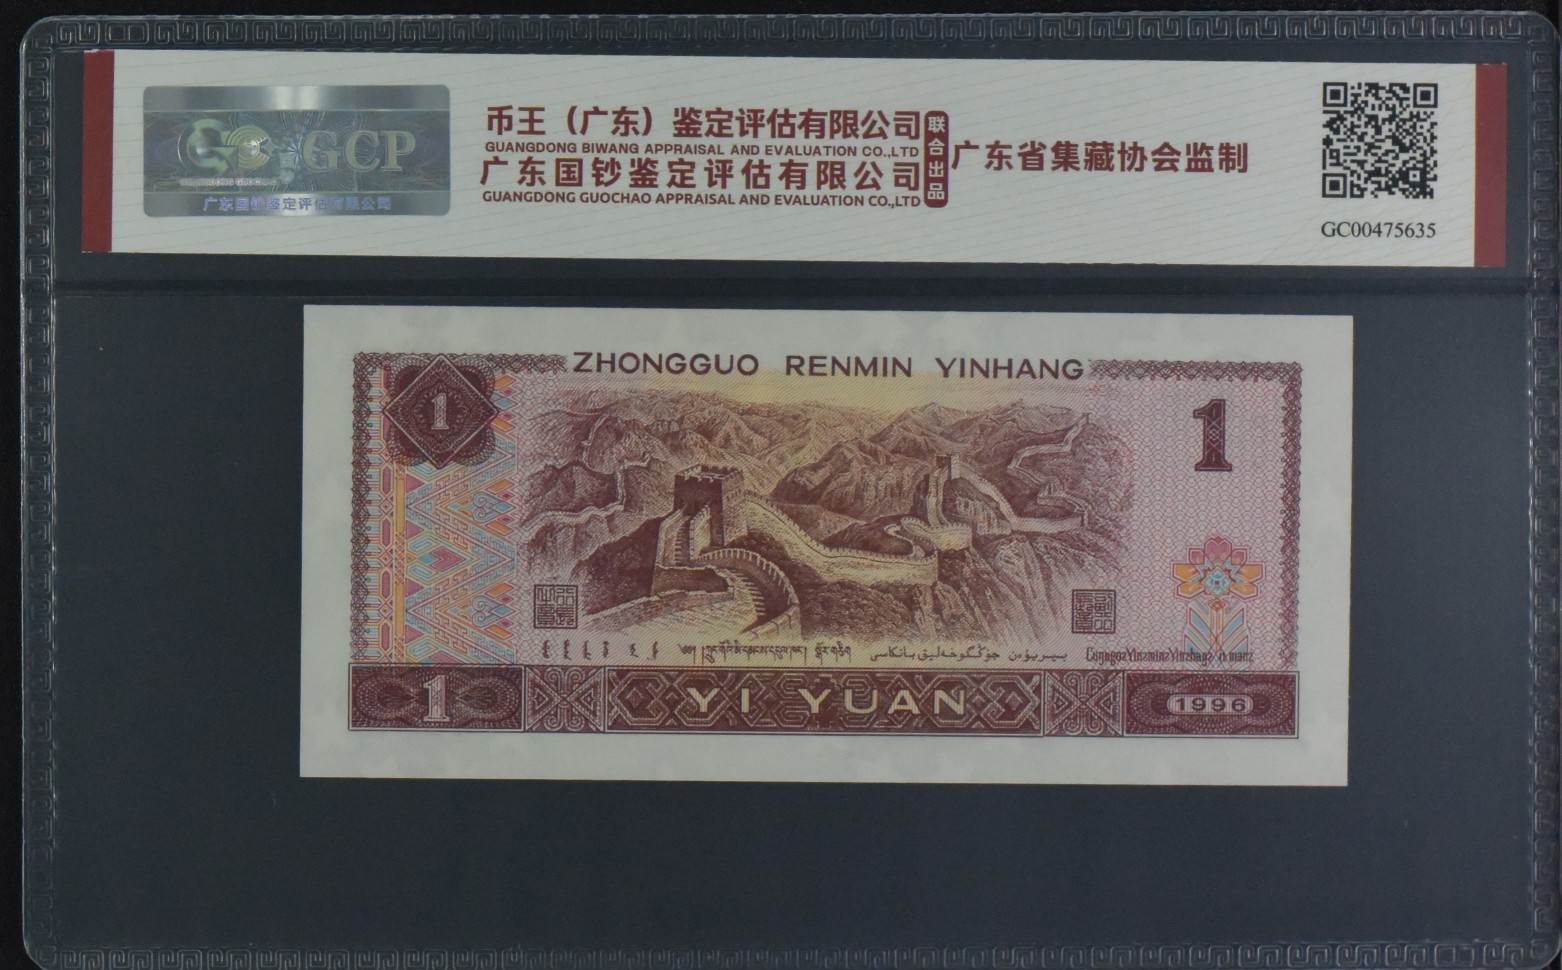 GCP
广东国钞鉴定评估有限公司
币王（广东）鉴定评估有限公司
GUANGDONG BIWANG APPRAISAL AND EVALUATION CO.,LTD
广东国钞鉴定评估有限公司
GUANGDONG GUOCHAO APPRAISAL AND EVALUATION CO.,LTD
联合出品
广东省集藏协会监制
GC00475635
ZHONGGUO RENMIN YINHANG
1
1
1
YI YUAN
1996